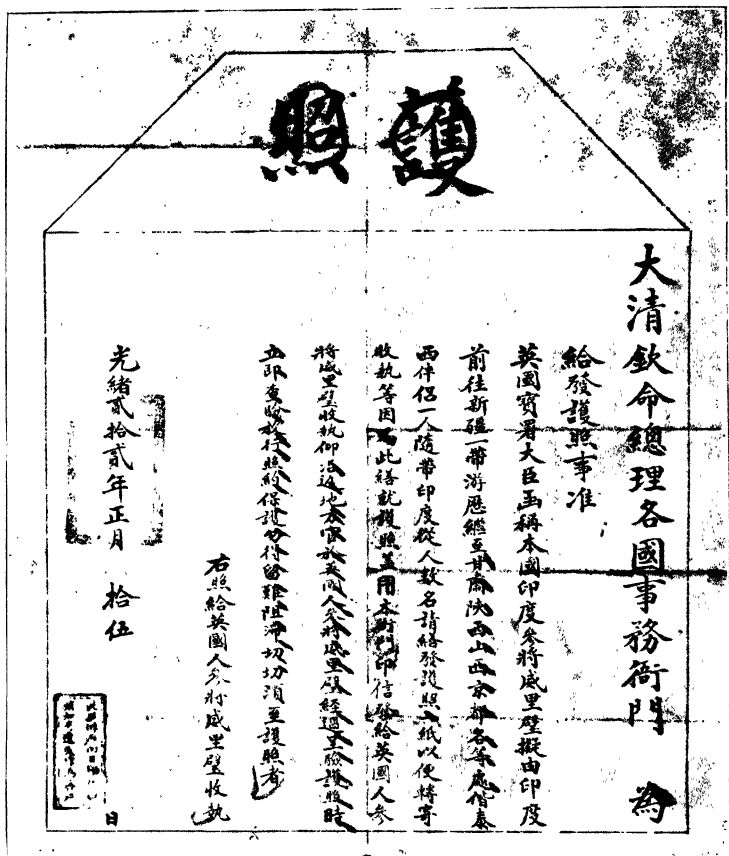 護照
大清欽命總理各國事務衙門 為
給發護照事准
英國寶署大臣函稱本國印度參將威里璧擬由印度
前往新疆一帶游歷繼至甘肅陝西山西京都各等處偕泰
西伴侶一人隨帶印度從人數名請繕發護照一紙以便轉寄
收執等因為此繕就護照蓋用本衙門印信發給英國人參
將威里璧收執仰沿途地方官於英國人參將威里璧經過呈驗護照時
立即查驗放行照約保護勿得留難阻滯切切須至護照者
右照給英國人參將威里璧收執
光緒貳拾貳年正月 拾伍 日